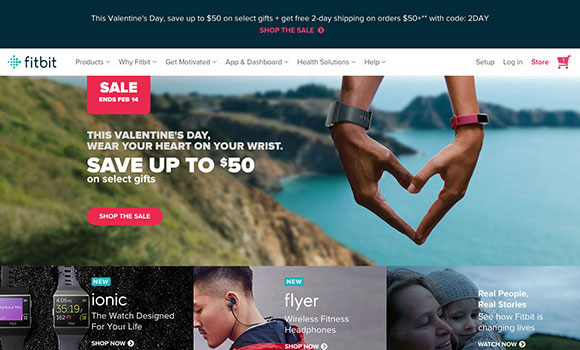 This Valentine's Day, save up to $50 on select gifts + get free 2-day shipping on orders $50+** with code: 2DAY
SHOP THE SALE
fitbit
Products
Why Fitbit
Get Motivated
App & Dashboard
Health Solutions
Help
Setup
Log in
Store
SALE
ENDS FEB 14
THIS VALENTINE'S DAY,
WEAR YOUR HEART ON YOUR WRIST.
SAVE UP TO $50
on select gifts
SHOP THE SALE
NEW
ionic
The Watch Designed
For Your Life
SHOP NOW
NEW
flyer
Wireless Fitness
Headphones
SHOP NOW
Real People,
Real Stories
See how Fitbit is
changing lives
WATCH NOW